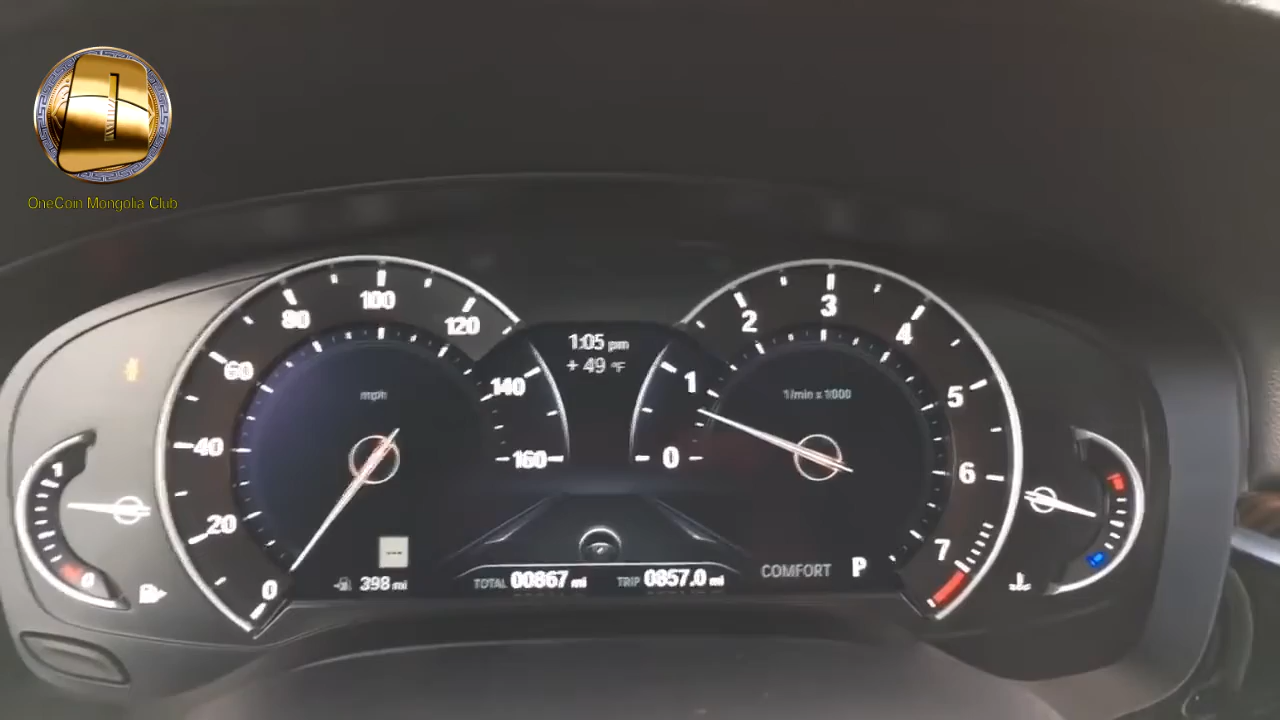 OneCoin Mongolia Club
0
20
40
60
80
100
120
140
160
mph
1:05 pm
+ 49 °F
0
1
2
3
4
5
6
7
1/min x 1000
1
0
---
398 mi
TOTAL 00867 mi
TRIP 0857.0 mi
COMFORT P